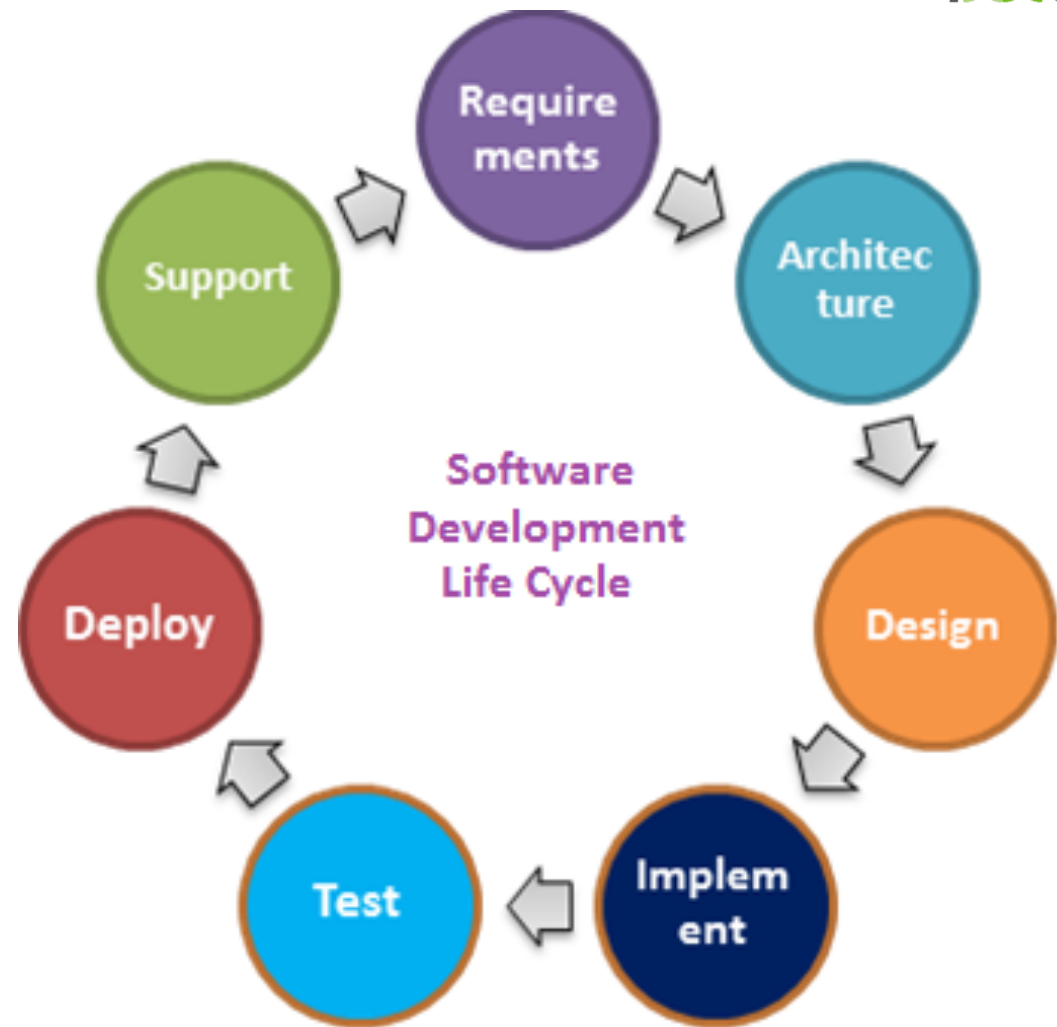 Require
ments
Architec
ture
Design
Implem
ent
Test
Deploy
Support
Software
Development
Life Cycle